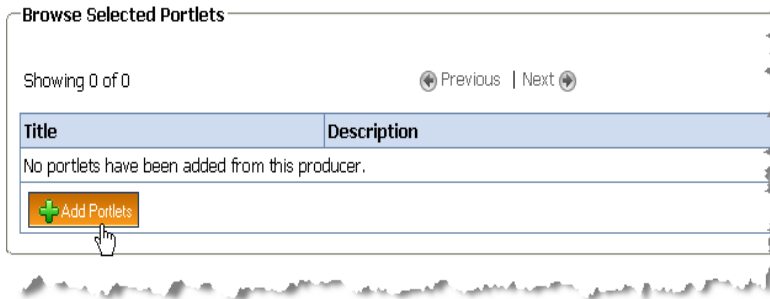 Browse Selected Portlets
Showing 0 of 0 Previous | Next
Title Description
No portlets have been added from this producer.
Add Portlets